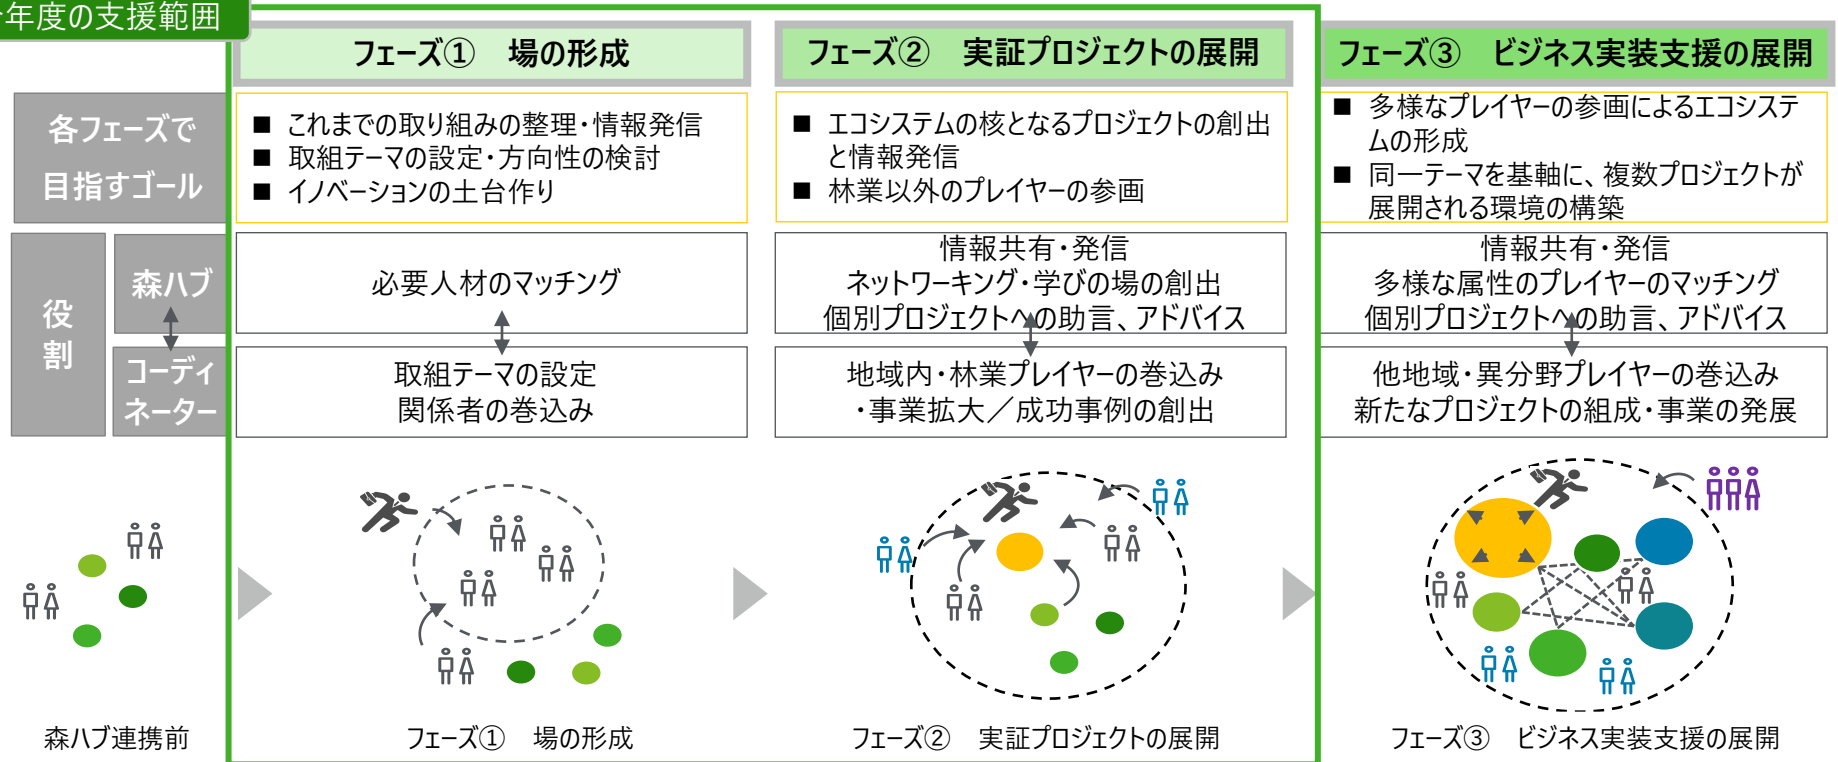 年度の支援範囲
フェーズ① 場の形成
フェーズ② 実証プロジェクトの展開
フェーズ③ ビジネス実装支援の展開
各フェーズで
目指すゴール
■ これまでの取り組みの整理・情報発信
■ 取組テーマの設定・方向性の検討
■ イノベーションの土台作り
■ エコシステムの核となるプロジェクトの創出
と情報発信
■ 林業以外のプレイヤーの参画
■ 多様なプレイヤーの参画によるエコシステ
ムの形成
■ 同一テーマを基軸に、複数プロジェクトが
展開される環境の構築
役
割
森ハブ
必要人材のマッチング
情報共有・発信
ネットワーキング・学びの場の創出
個別プロジェクトへの助言、アドバイス
情報共有・発信
多様な属性のプレイヤーのマッチング
個別プロジェクトへの助言、アドバイス
コーディ
ネーター
取組テーマの設定
関係者の巻込み
地域内・林業プレイヤーの巻込み
・事業拡大／成功事例の創出
他地域・異分野プレイヤーの巻込み
新たなプロジェクトの組成・事業の発展
森ハブ連携前
フェーズ① 場の形成
フェーズ② 実証プロジェクトの展開
フェーズ③ ビジネス実装支援の展開